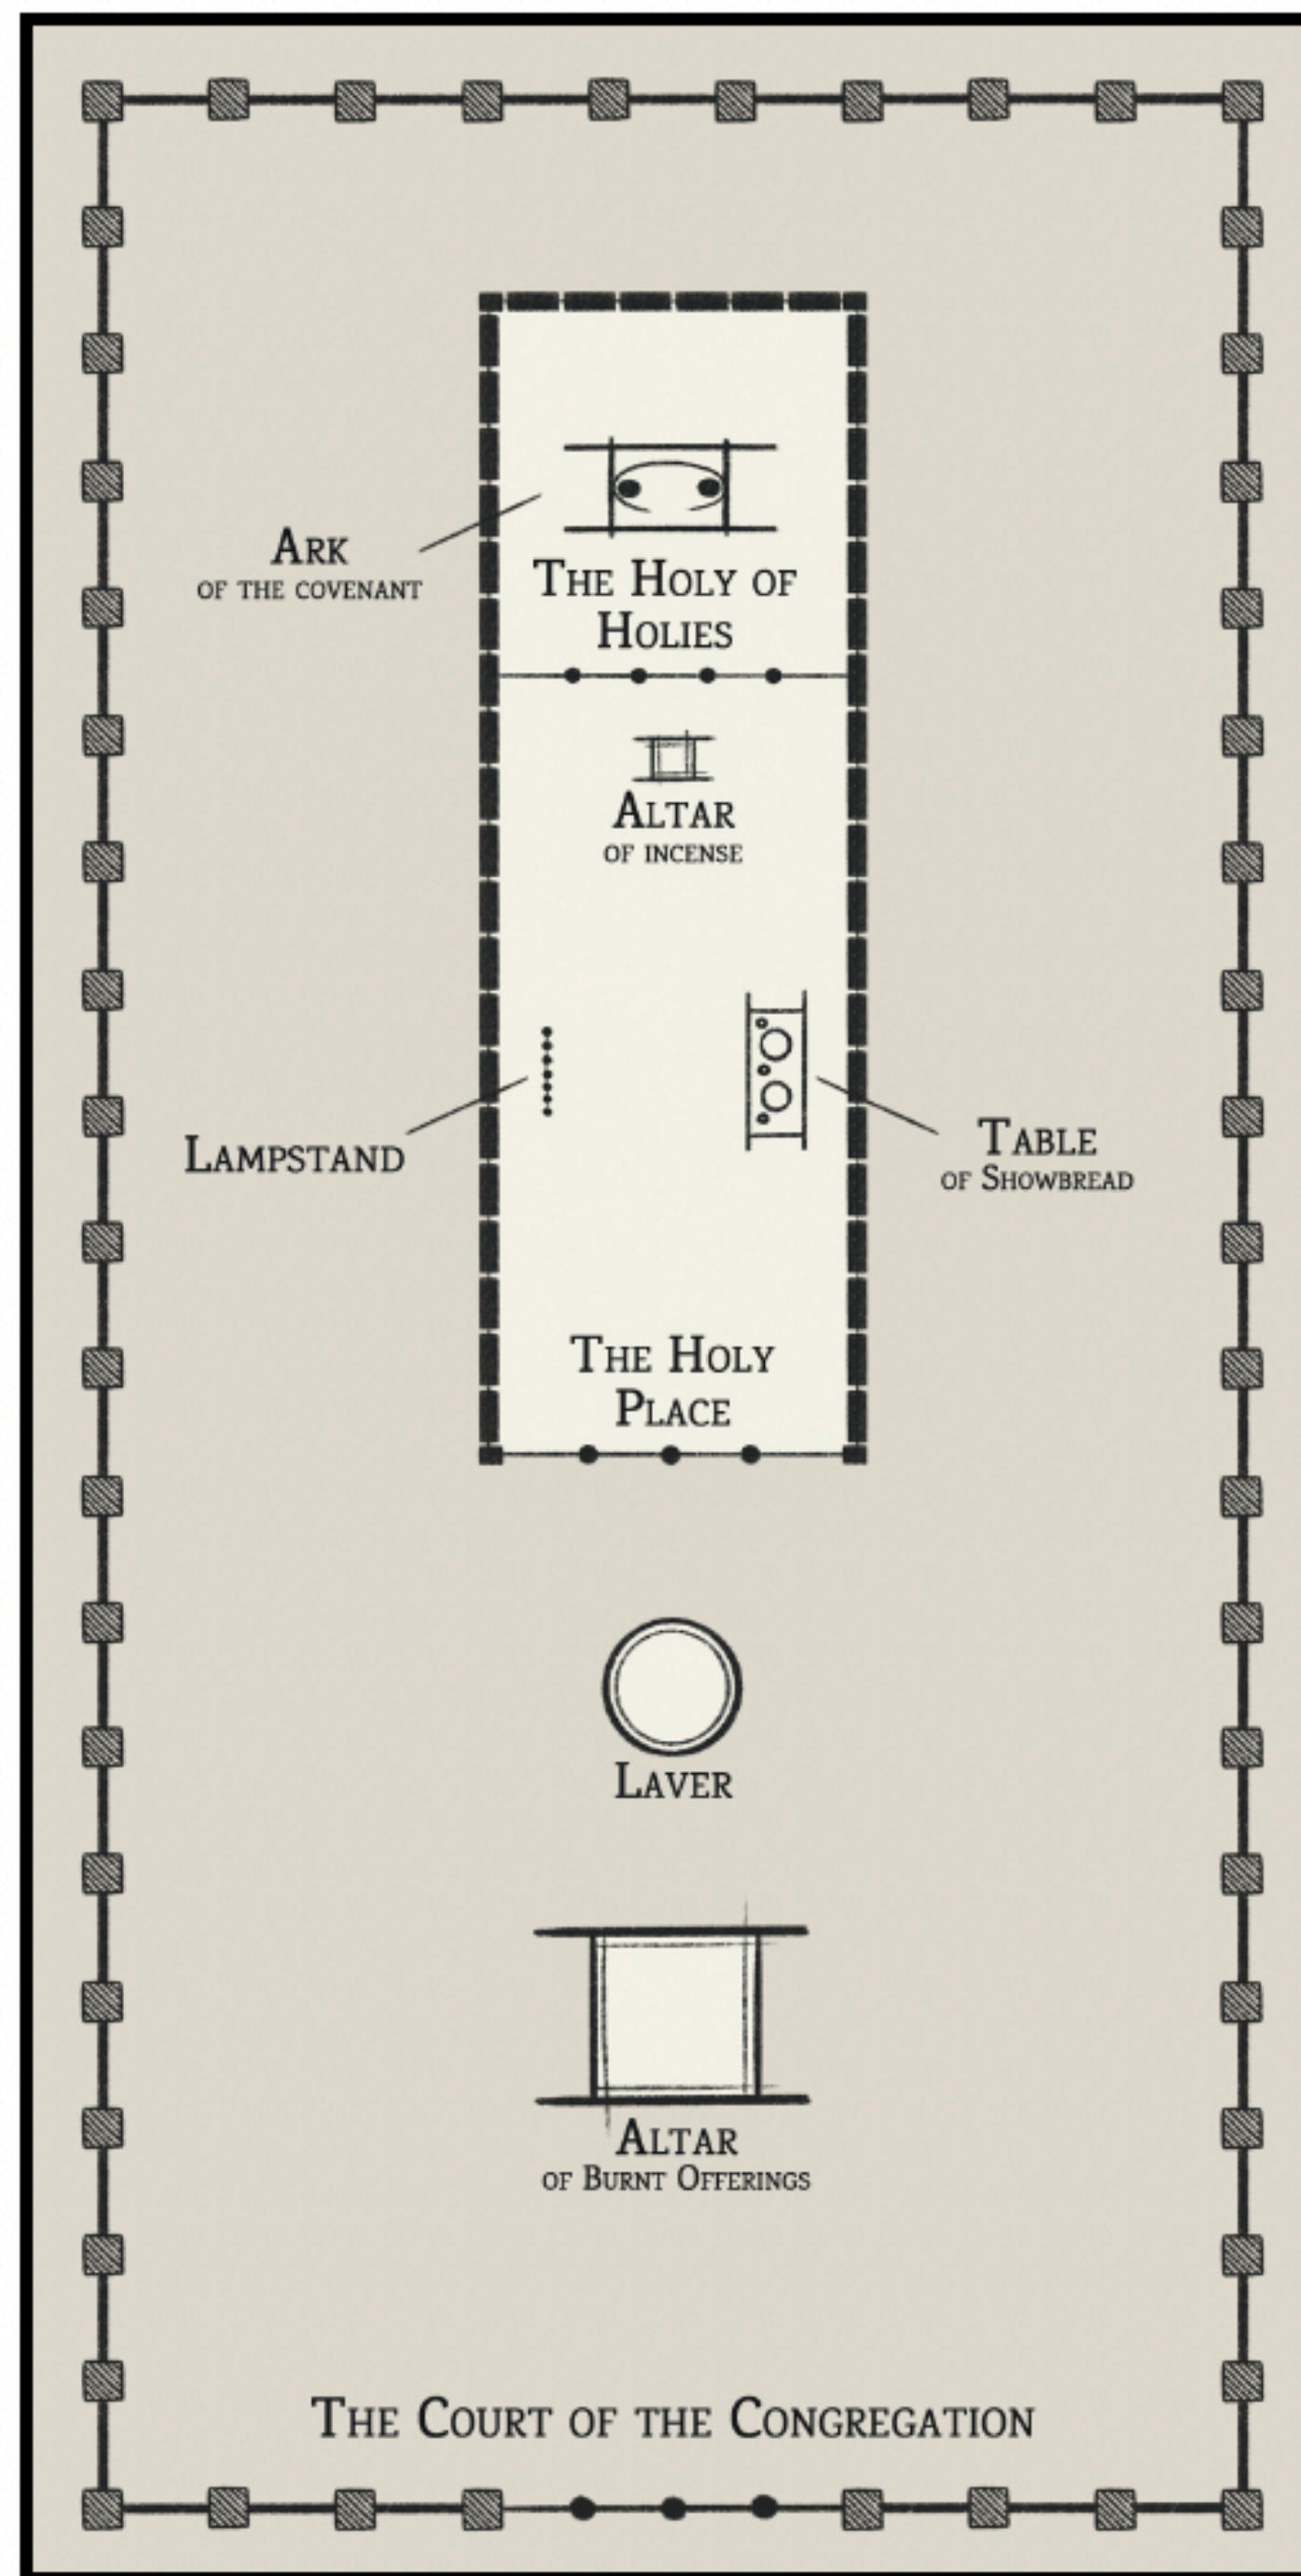 Ark
of the covenant
The Holy of
Holies
Altar
of incense
Lampstand
Table
of Showbread
The Holy
Place
Laver
Altar
of Burnt Offerings
The Court of the Congregation